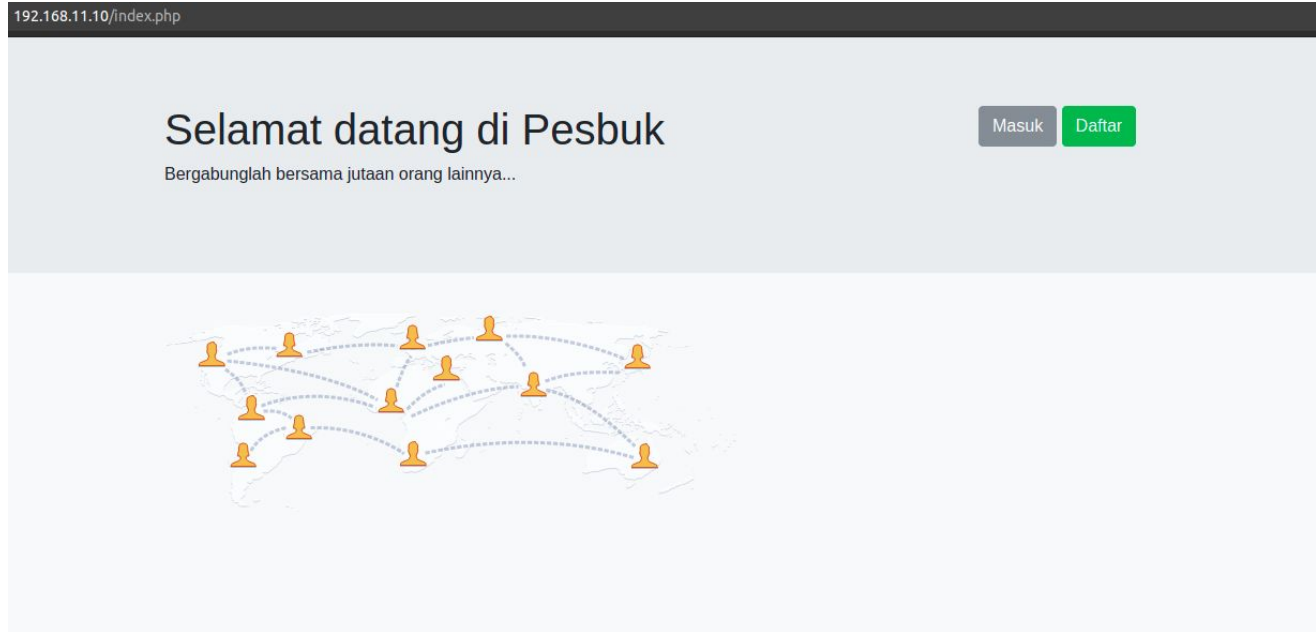 192.168.11.10/index.php
Selamat datang di Pesbuk
Masuk Daftar
Bergabunglah bersama jutaan orang lainnya...